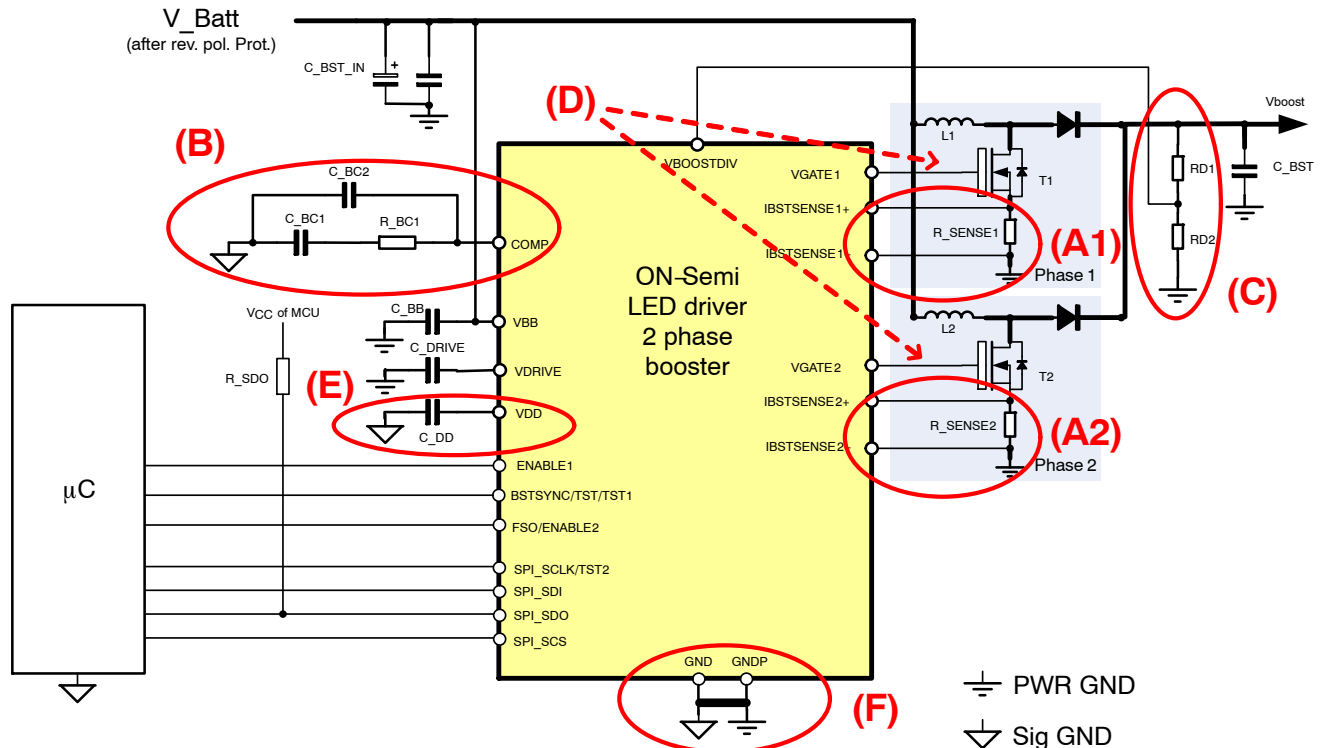 V_Batt
(after rev. pol. Prot.)
C_BST_IN
+
(D)
Vboost
L1
(B)
VBOOSTDIV
C_BC2
VGATE1
T1
RD1
C_BST
C_BC1
R_BC1
IBSTSENSE1+
R_SENSE1
(A1)
RD2
COMP
IBSTSENSE1-
Phase 1
(C)
ON-Semi
LED driver
2 phase
booster
VCC of MCU
C_BB
VBB
L2
C_DRIVE
VDRIVE
VGATE2
T2
R_SDO
(E)
VDD
C_DD
IBSTSENSE2+
R_SENSE2
(A2)
IBSTSENSE2-
Phase 2
ENABLE1
μC
BSTSYNC/TST/TST1
FSO/ENABLE2
SPI_SCLK/TST2
SPI_SDI
SPI_SDO
SPI_SCS
GND
GNDP
(F)
PWR GND
Sig GND